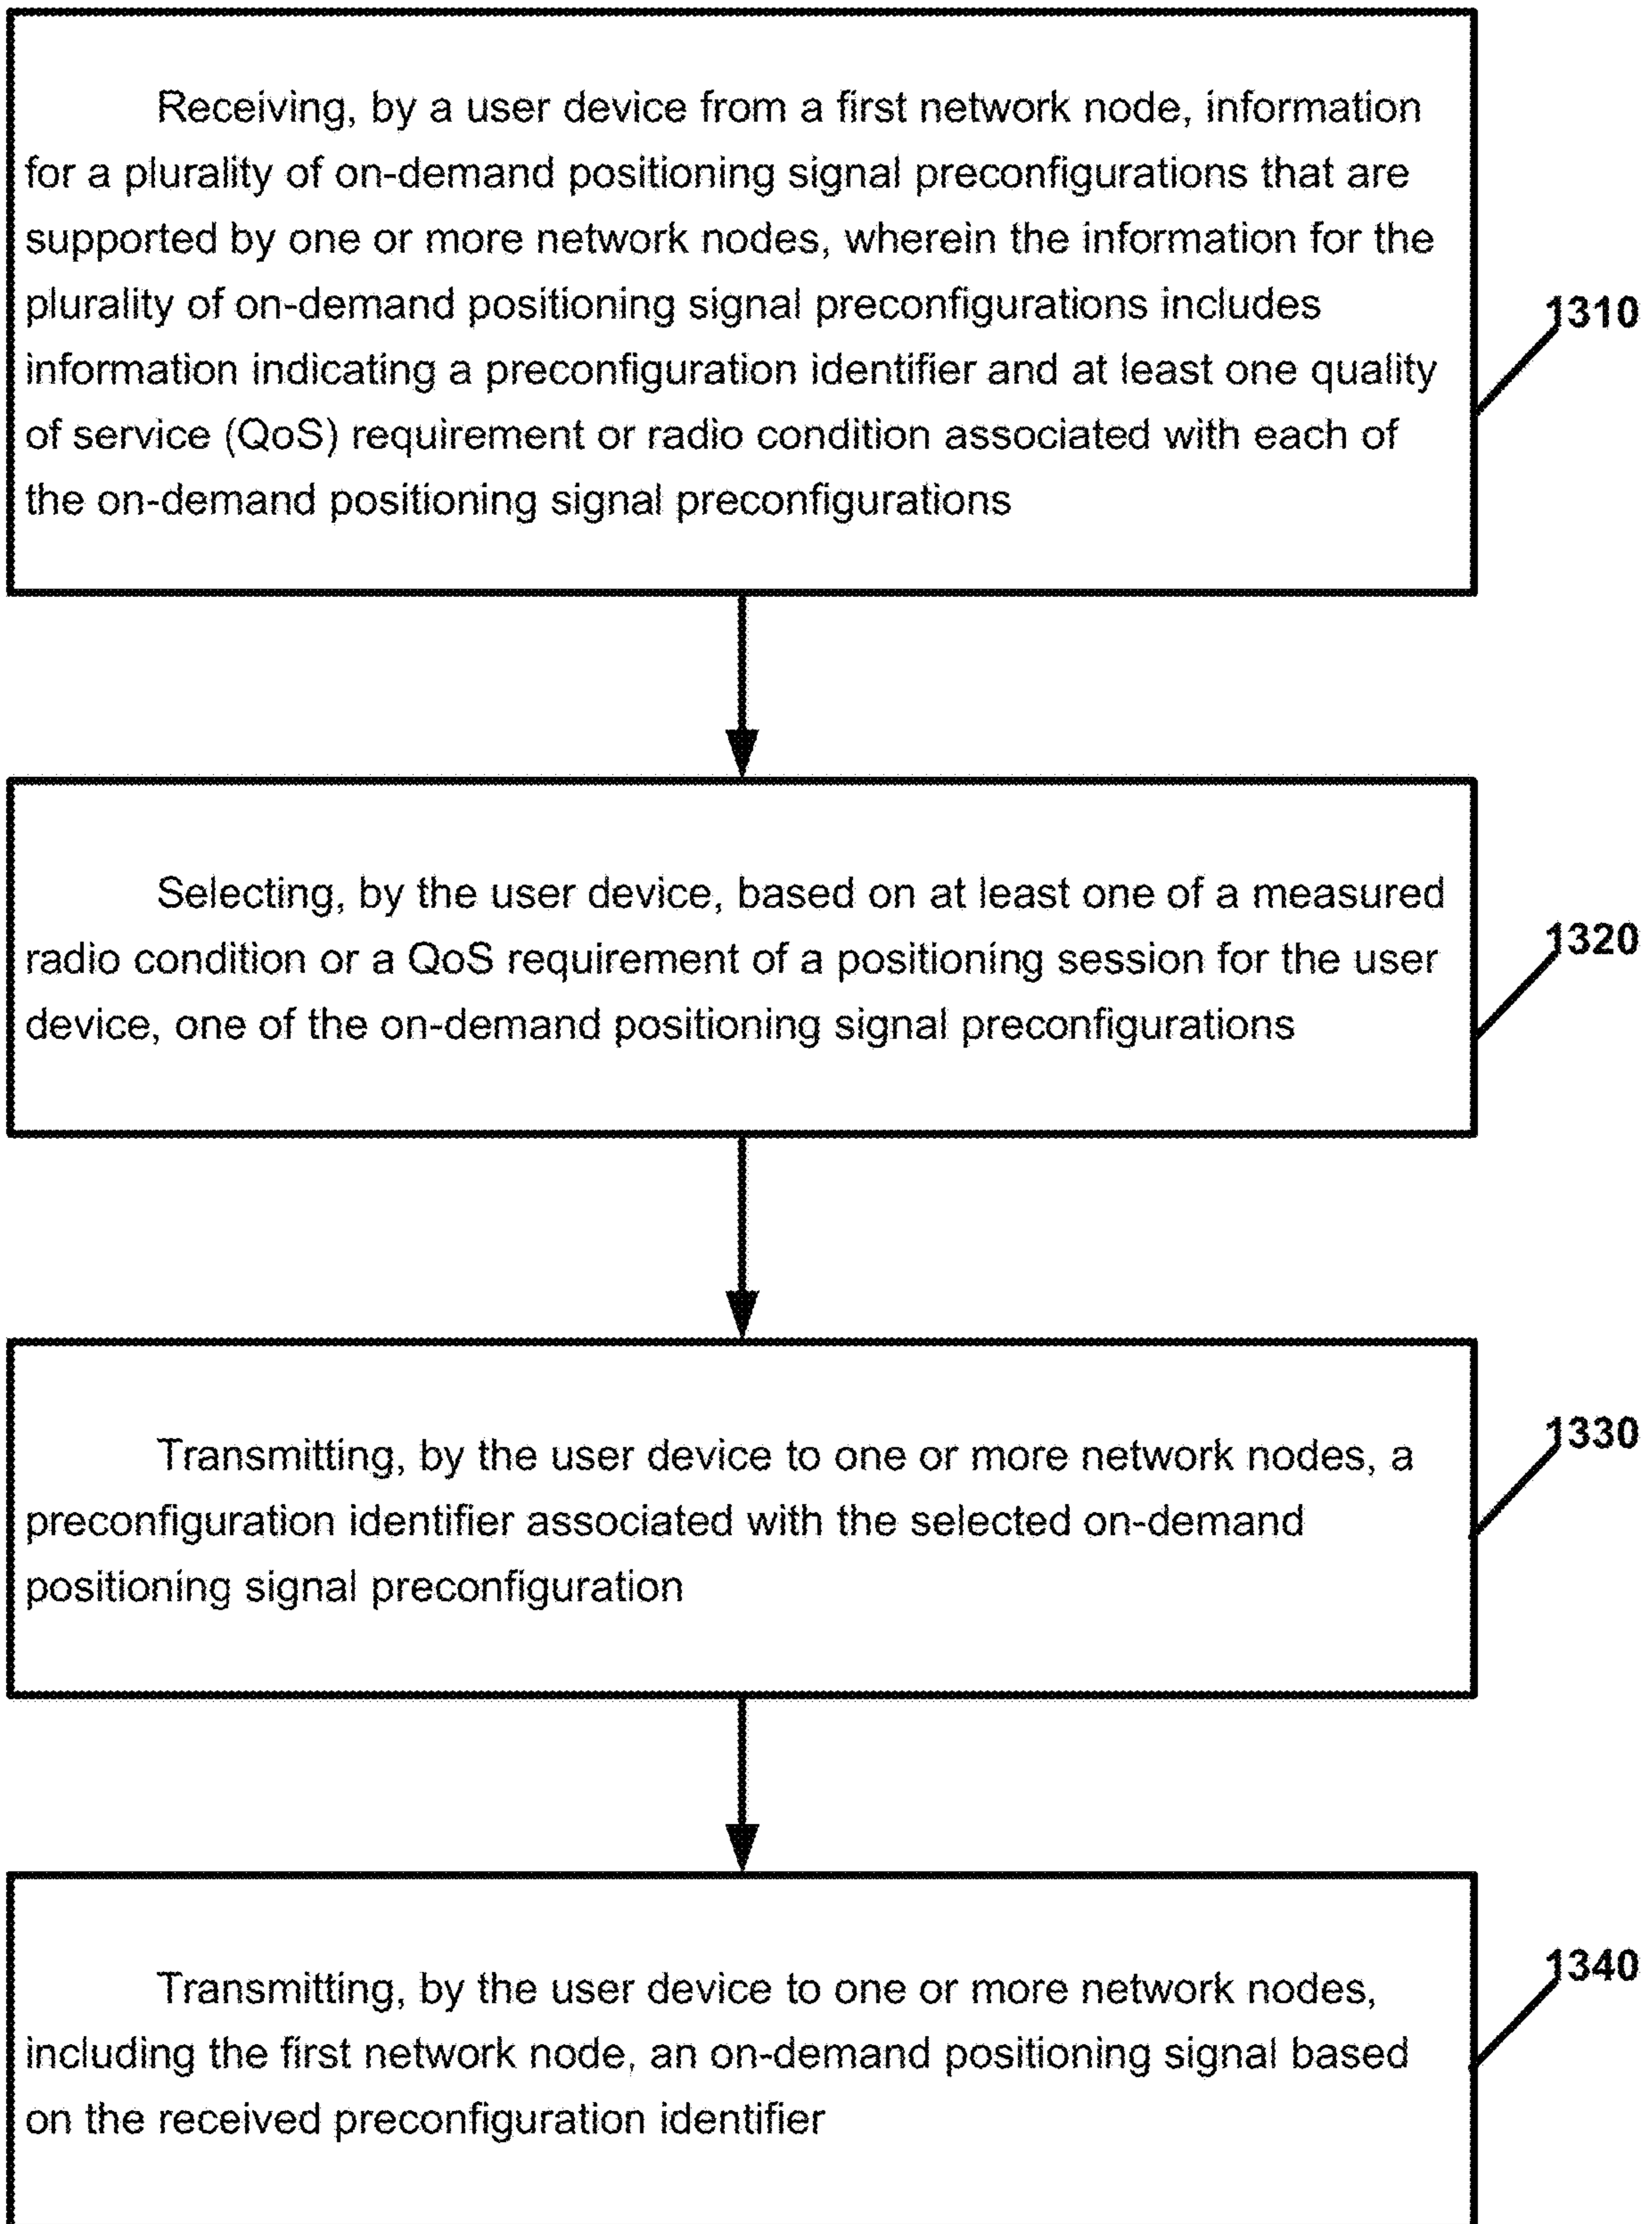 Receiving, by a user device from a first network node, information
for a plurality of on-demand positioning signal preconfigurations that are
supported by one or more network nodes, wherein the information for the
plurality of on-demand positioning signal preconfigurations includes
information indicating a preconfiguration identifier and at least one quality
of service (QoS) requirement or radio condition associated with each of
the on-demand positioning signal preconfigurations
1310
Selecting, by the user device, based on at least one of a measured
radio condition or a QoS requirement of a positioning session for the user
device, one of the on-demand positioning signal preconfigurations
1320
Transmitting, by the user device to one or more network nodes, a
preconfiguration identifier associated with the selected on-demand
positioning signal preconfiguration
1330
Transmitting, by the user device to one or more network nodes,
including the first network node, an on-demand positioning signal based
on the received preconfiguration identifier
1340